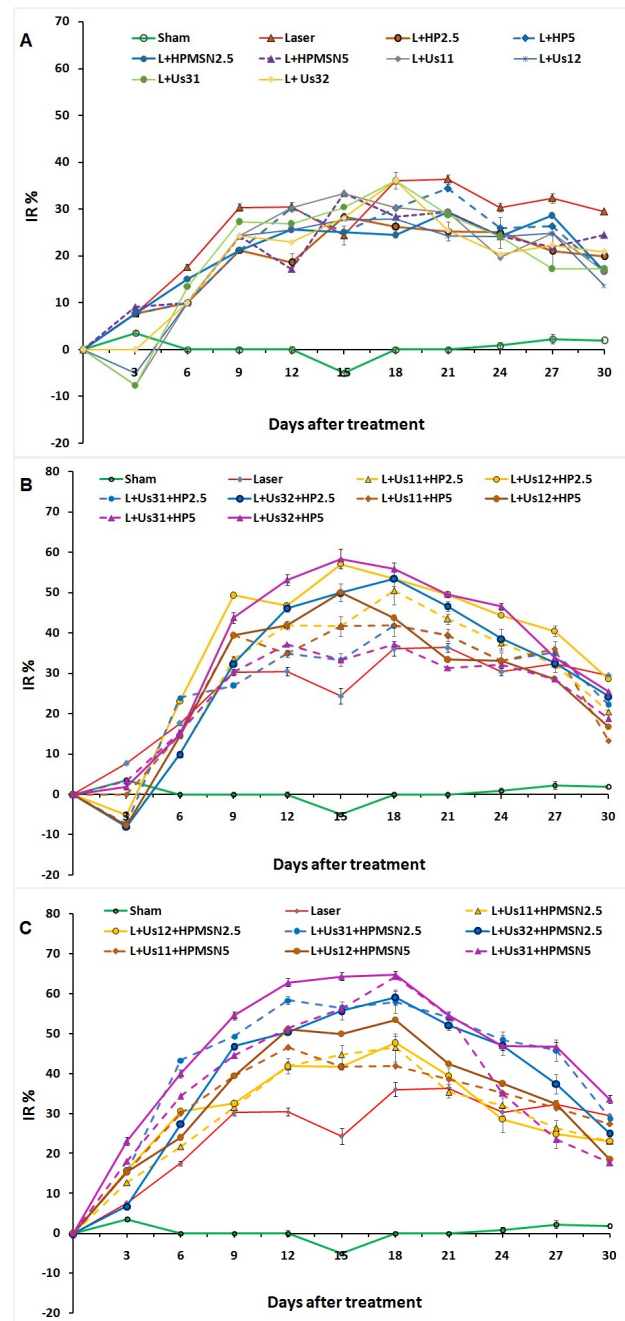 A
IR %
Sham Laser L+HP2.5 L+HP5
L+HPMSN2.5 L+HPMSN5 L+Us11 L+Us12
L+Us31 L+ Us32
70
60
50
40
30
20
10
0
-10
-20
3 6 9 12 15 18 21 24 27 30
Days after treatment
B
IR %
Sham Laser L+Us11+HP2.5 L+Us12+HP2.5
L+Us31+HP2.5 L+Us32+HP2.5 L+Us11+HP5 L+Us12+HP5
L+Us31+HP5 L+Us32+HP5
80
70
60
50
40
30
20
10
0
-10
-20
3 6 9 12 15 18 21 24 27 30
Days after treatment
C
IR %
Sham Laser L+Us11+HPMSN2.5
L+Us12+HPMSN2.5 L+Us31+HPMSN2.5 L+Us32+HPMSN2.5
L+Us11+HPMSN5 L+Us12+HPMSN5 L+Us31+HPMSN5
80
70
60
50
40
30
20
10
0
-10
-20
3 6 9 12 15 18 21 24 27 30
Days after treatment